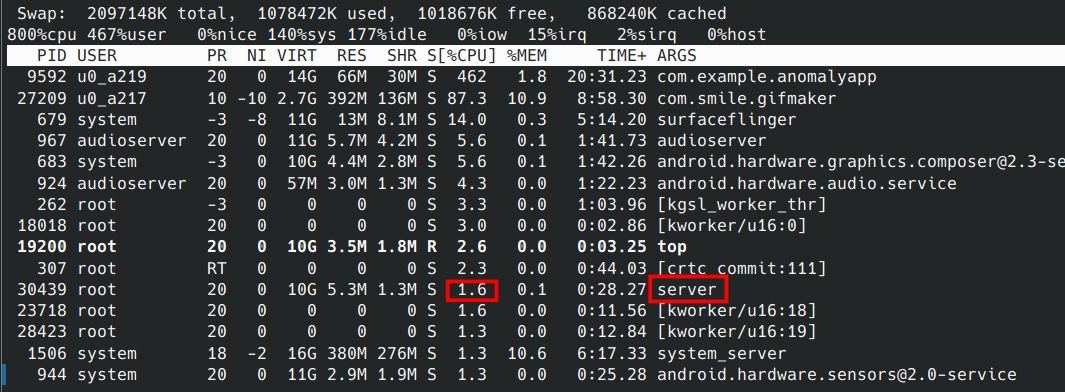 Swap:  2097148K total,  1078472K used,  1018676K free,   868240K cached
800%cpu 467%user   0%nice 140%sys 177%idle   0%iow  15%irq   2%sirq   0%host
PID USER PR NI VIRT RES SHR S[%CPU] %MEM TIME+ ARGS
9592 u0_a219 20 0 14G 66M 30M S 462 1.8 20:31.23 com.example.anomalyapp
27209 u0_a217 10 -10 2.7G 392M 136M S 87.3 10.9 8:58.30 com.smile.gifmaker
679 system -3 -8 11G 13M 8.1M S 14.0 0.3 5:14.20 surfaceflinger
967 audioserver 20 0 11G 5.7M 4.2M S 5.6 0.1 1:41.73 audioserver
683 system -3 0 10G 4.4M 2.8M S 5.6 0.1 1:42.26 android.hardware.graphics.composer@2.3-se
924 audioserver 20 0 57M 3.0M 1.3M S 4.3 0.0 1:22.23 android.hardware.audio.service
262 root -3 0 0 0 0 S 3.3 0.0 1:03.96 [kgsl_worker_thr]
18018 root 20 0 0 0 0 S 3.0 0.0 0:02.86 [kworker/u16:0]
19200 root 20 0 10G 3.5M 1.8M R 2.6 0.0 0:03.25 top
307 root RT 0 0 0 0 S 2.3 0.0 0:44.03 [crtc_commit:111]
30439 root 20 0 10G 5.3M 1.3M S 1.6 0.1 0:28.27 server
23718 root 20 0 0 0 0 S 1.6 0.0 0:11.56 [kworker/u16:18]
28423 root 20 0 0 0 0 S 1.3 0.0 0:12.84 [kworker/u16:19]
1506 system 18 -2 16G 380M 276M S 1.3 10.6 6:17.33 system_server
944 system 20 0 11G 2.9M 1.9M S 1.3 0.0 0:25.28 android.hardware.sensors@2.0-service